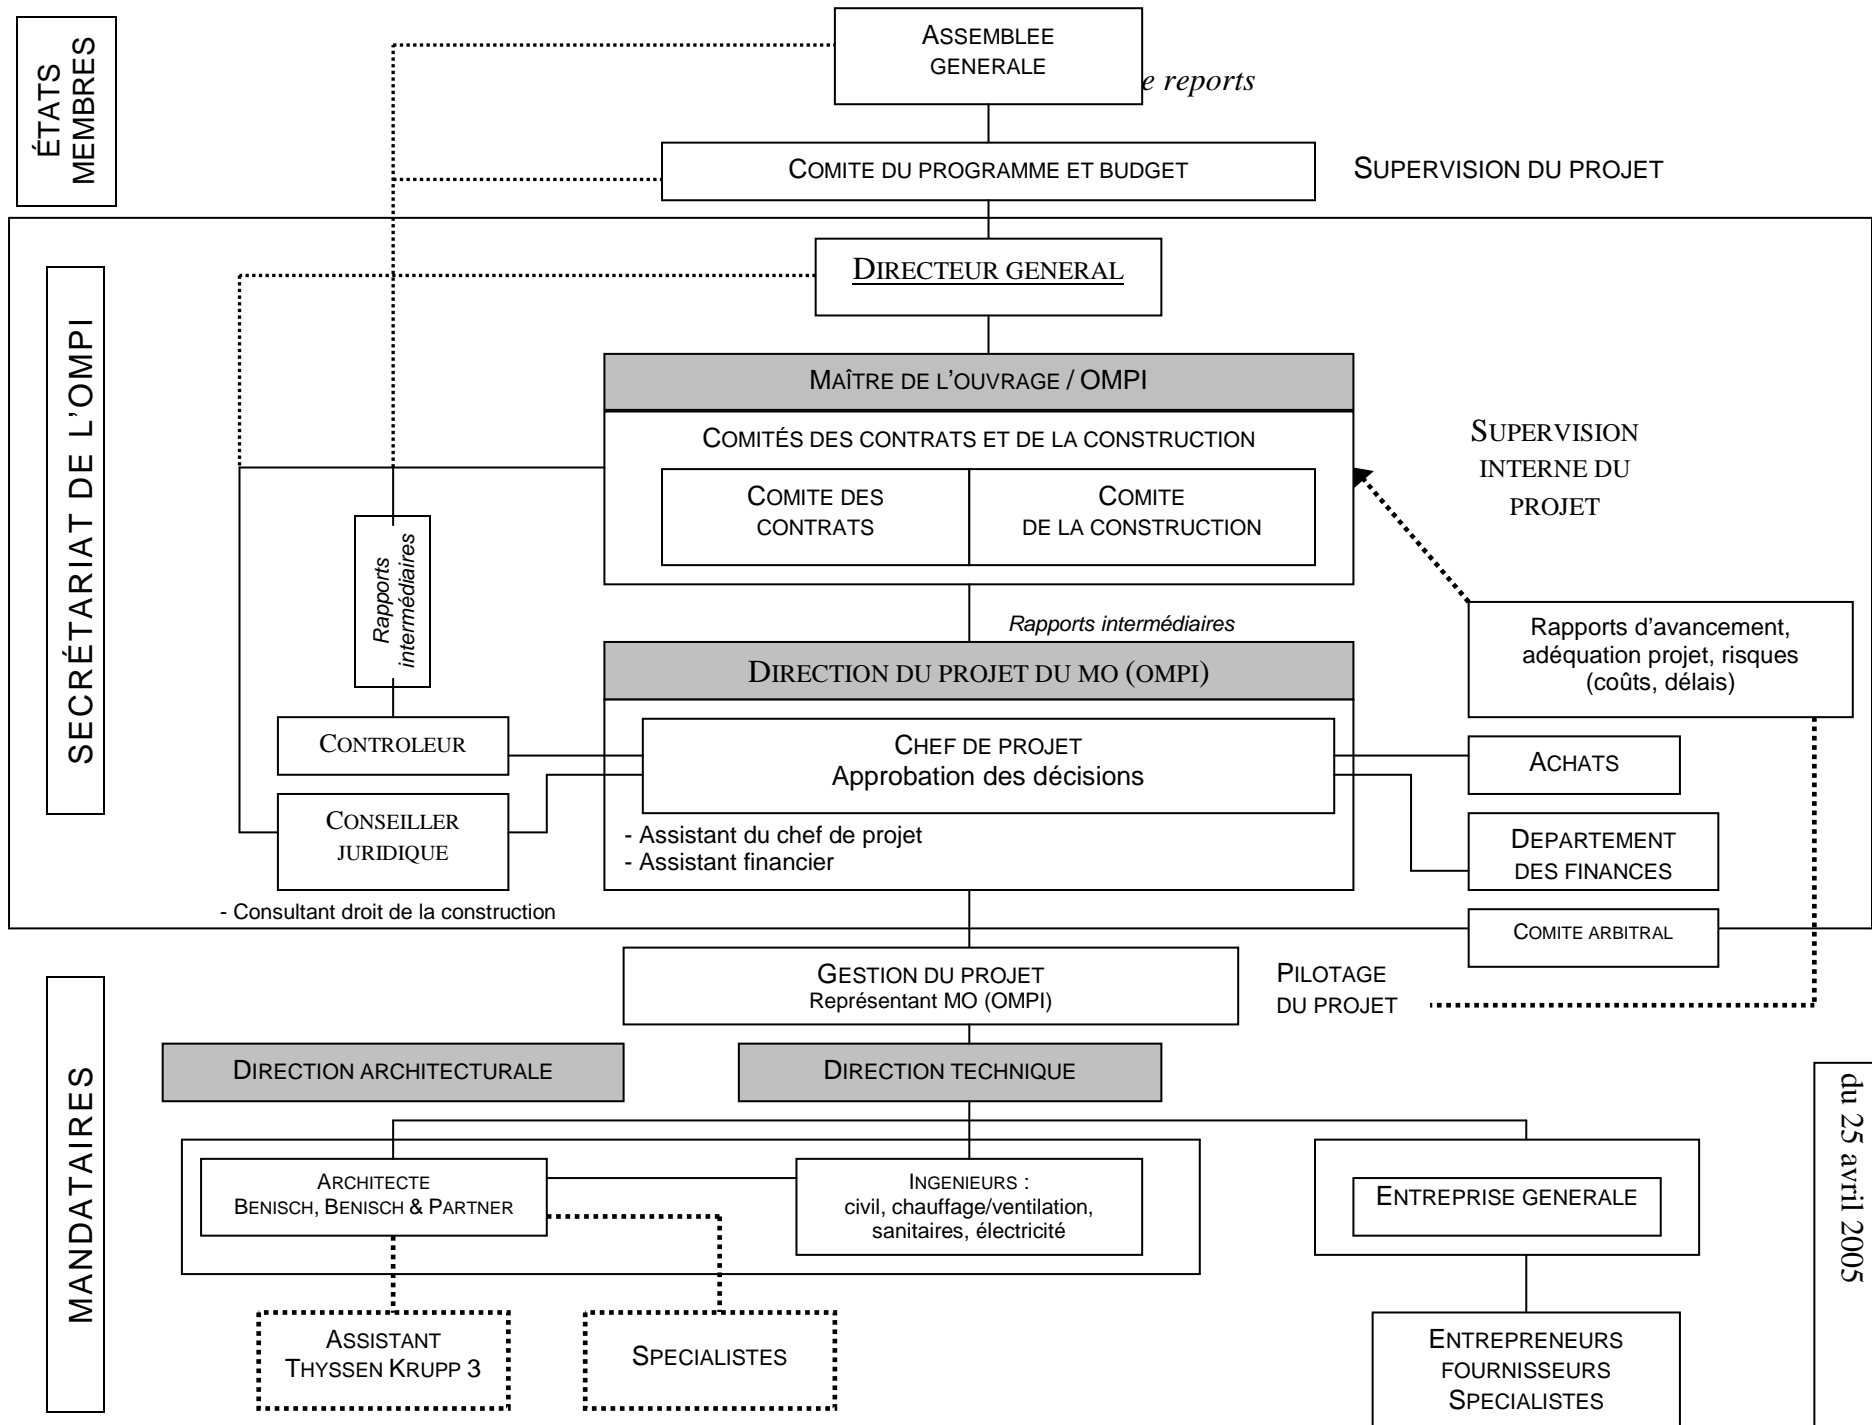 ÉTATS
MEMBRES
ASSEMBLEE
GENERALE
e reports
COMITE DU PROGRAMME ET BUDGET
SUPERVISION DU PROJET
SECRÉTARIAT DE L'OMPI
DIRECTEUR GENERAL
MAÎTRE DE L'OUVRAGE / OMPI
COMITÉS DES CONTRATS ET DE LA CONSTRUCTION
COMITE DES
CONTRATS
COMITE
DE LA CONSTRUCTION
SUPERVISION
INTERNE DU
PROJET
Rapports
intermédiaires
Rapports intermédiaires
Rapports d'avancement,
adéquation projet, risques
(coûts, délais)
DIRECTION DU PROJET DU MO (OMPI)
CONTROLEUR
CHEF DE PROJET
Approbation des décisions
ACHATS
CONSEILLER
JURIDIQUE
- Assistant du chef de projet
- Assistant financier
DEPARTEMENT
DES FINANCES
- Consultant droit de la construction
COMITE ARBITRAL
MANDATAIRES
GESTION DU PROJET
Représentant MO (OMPI)
PILOTAGE
DU PROJET
DIRECTION ARCHITECTURALE
DIRECTION TECHNIQUE
du 25 avril 2005
ARCHITECTE
BENISCH, BENISCH & PARTNER
INGENIEURS :
civil, chauffage/ventilation,
sanitaires, électricité
ENTREPRISE GENERALE
ASSISTANT
THYSSEN KRUPP 3
SPECIALISTES
ENTREPRENEURS
FOURNISSEURS
SPECIALISTES